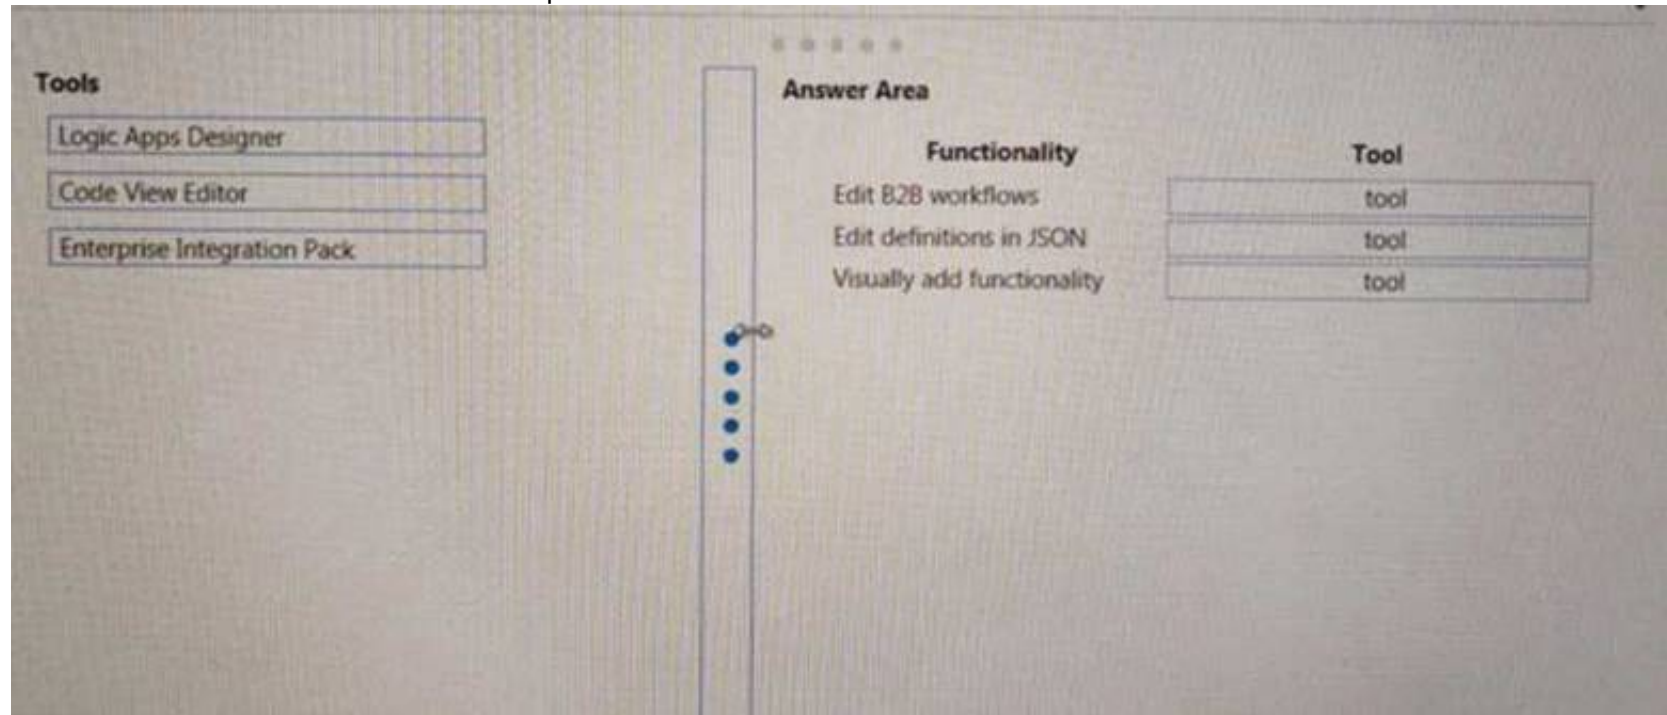 Tools
Logic Apps Designer
Code View Editor
Enterprise Integration Pack
Answer Area
Functionality Tool
Edit B2B workflows tool
Edit definitions in JSON tool
Visually add functionality tool